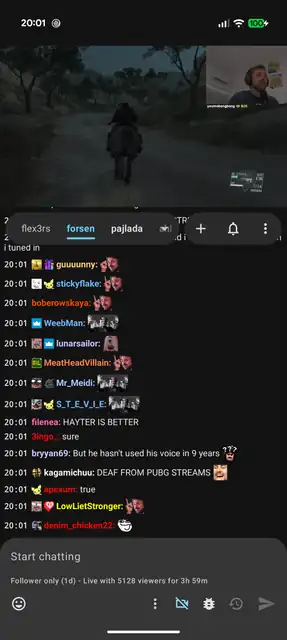 20:01
100
flex3rs forsen pajlada
i tuned in
20:01 guuuunny:
20:01 stickyflake:
20:01 boberowskaya:
20:01 WeebMan:
20:01 lunarsailor:
20:01 MeatHeadVillain:
20:01 Mr_Meidi:
20:01 S_T_E_V_I_E:
20:01 filenea: HAYTER IS BETTER
20:01 3ingo_: sure
20:01 bryyan69: But he hasn't used his voice in 9 years
20:01 kagamichuu: DEAF FROM PUBG STREAMS
20:01 apexum: true
20:01 LowLietStronger:
20:01 denim_chicken22:
Start chatting
Follower only (1d) - Live with 5128 viewers for 3h 59m